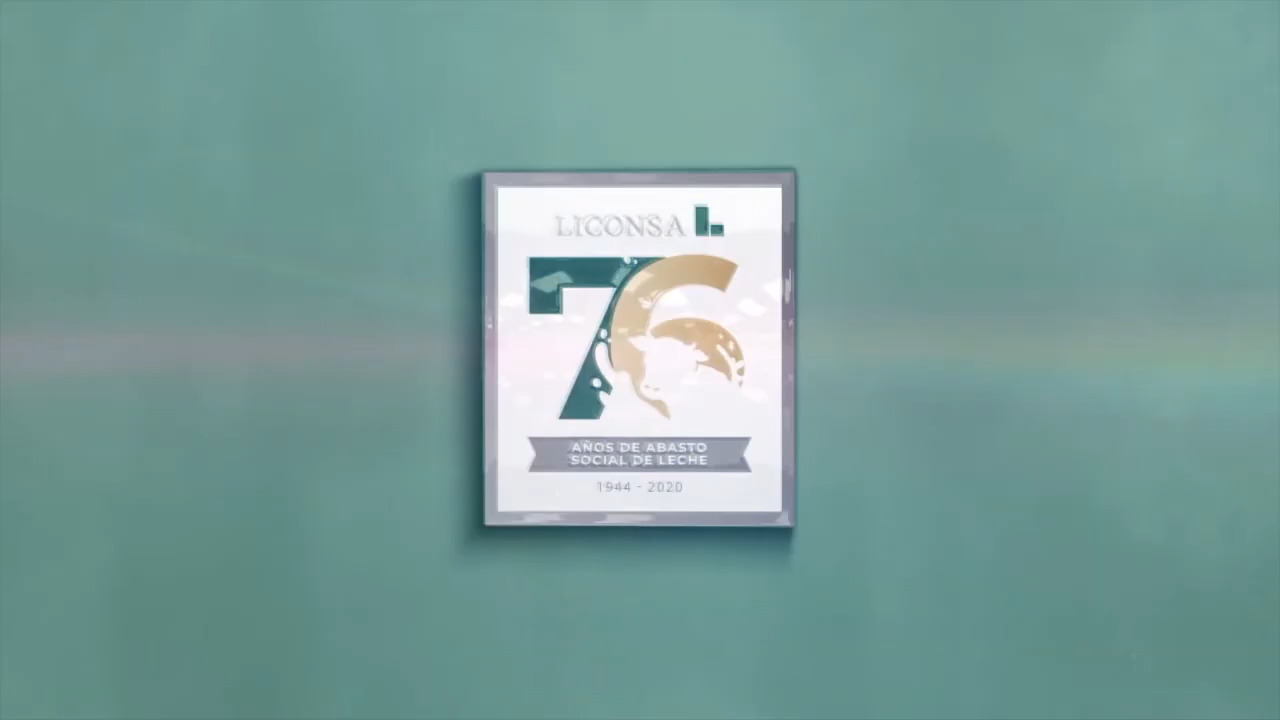 LICONSA
76
AÑOS DE ABASTO
SOCIAL DE LECHE
1944 - 2020